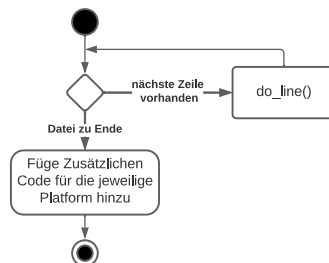 nächste Zeile
vorhanden
do_line()
Datei zu Ende
Füge Zusätzlichen
Code für die jeweilige
Platform hinzu